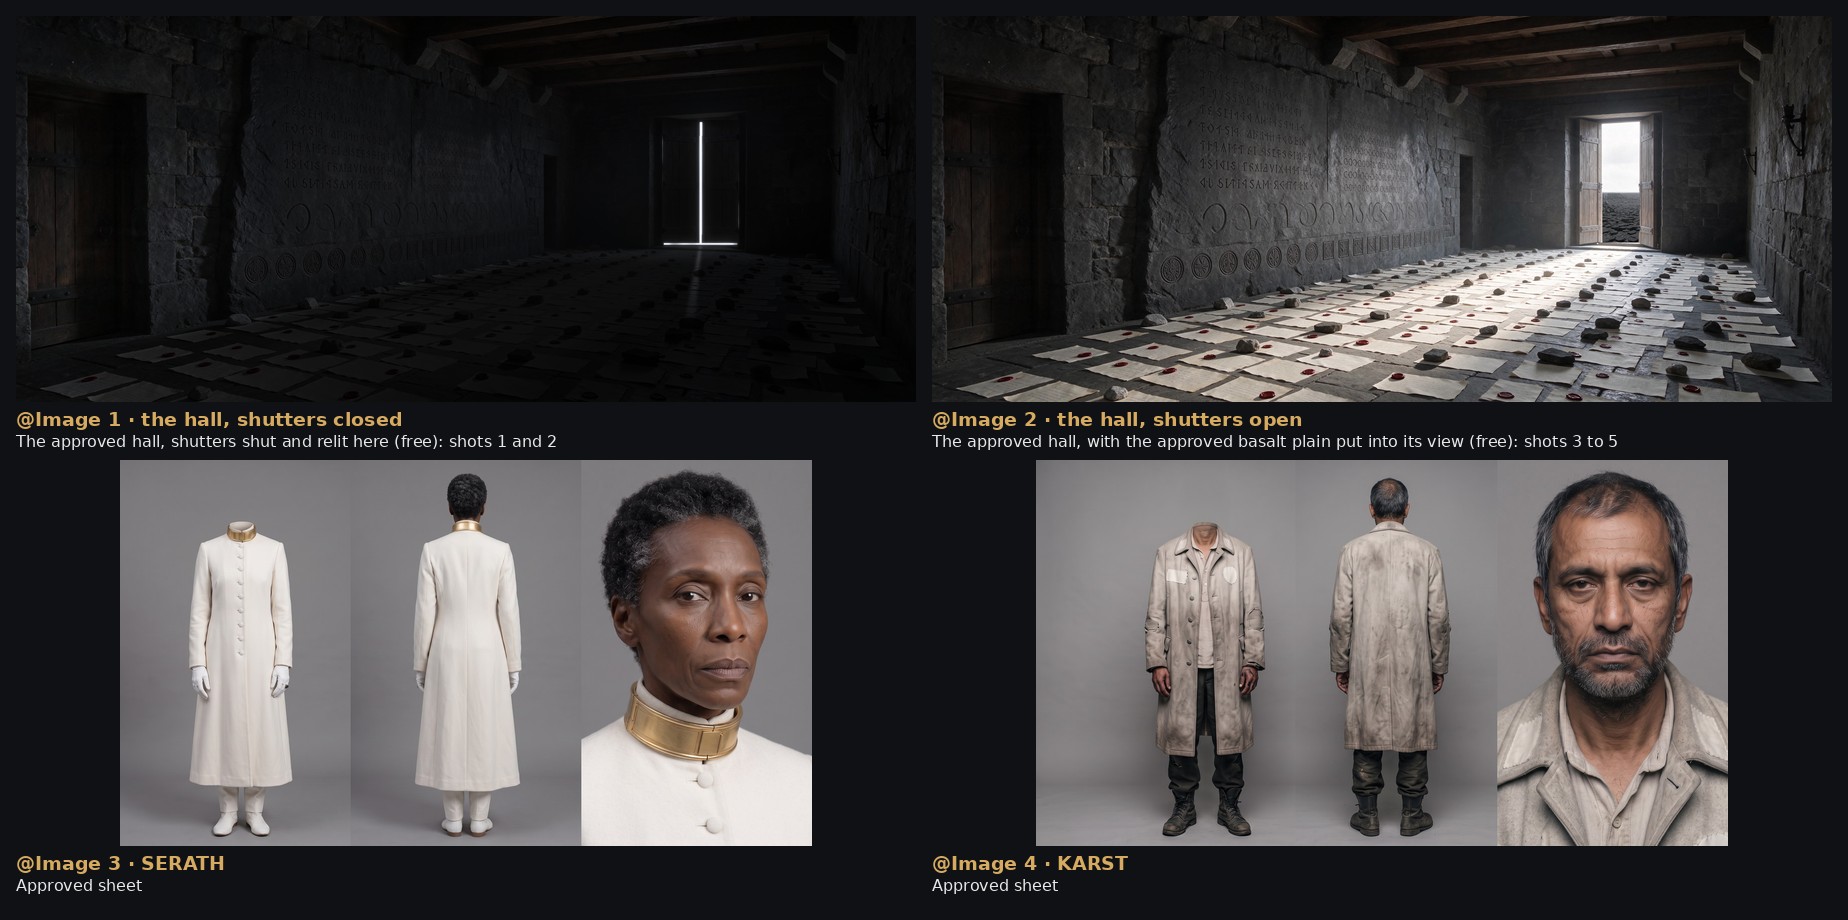 @Image 1 · the hall, shutters closed
The approved hall, shutters shut and relit here (free): shots 1 and 2
@Image 2 · the hall, shutters open
The approved hall, with the approved basalt plain put into its view (free): shots 3 to 5
@Image 3 · SERATH
Approved sheet
@Image 4 · KARST
Approved sheet